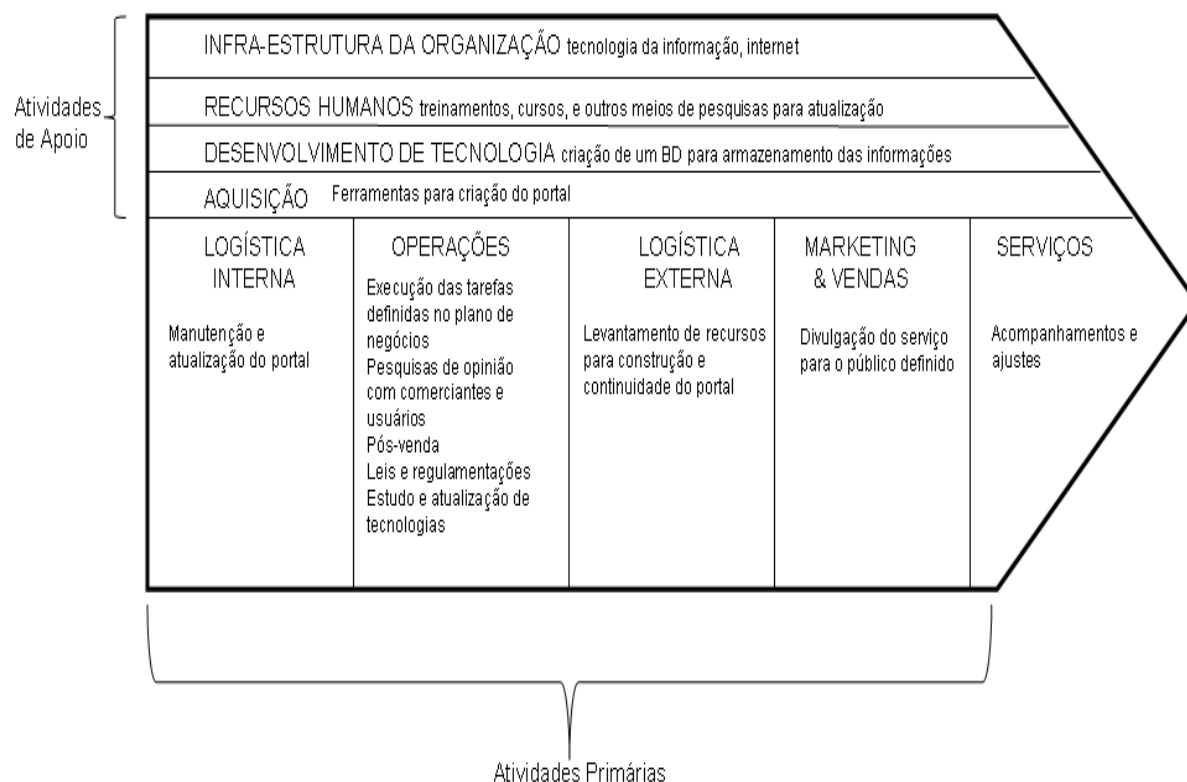 INFRA-ESTRUTURA DA ORGANIZAÇÃO tecnologia da informação, internet
Atividades
de Apoio
RECURSOS HUMANOS treinamentos, cursos, e outros meios de pesquisas para atualização
DESENVOLVIMENTO DE TECNOLOGIA criação de um BD para armazenamento das informações
AQUISIÇÃO Ferramentas para criação do portal
LOGÍSTICA
INTERNA
Manutenção e
atualização do portal
OPERAÇÕES
Execução das tarefas
definidas no plano de
negócios
Pesquisas de opinião
com comerciantes e
usuários
Pós-venda
Leis e regulamentações
Estudo e atualização de
tecnologias
LOGÍSTICA
EXTERNA
Levantamento de recursos
para construção e
continuidade do portal
MARKETING
& VENDAS
Divulgação do serviço
para o público definido
SERVIÇOS
Acompanhamentos e
ajustes
Atividades Primárias